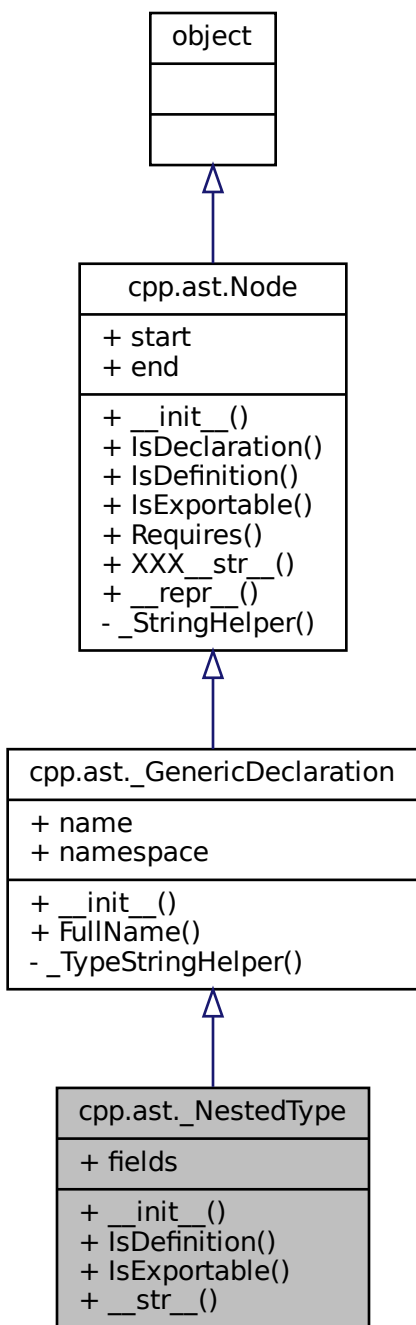 object
cpp.ast.Node
+ start
+ end
+ __init__()
+ IsDeclaration()
+ IsDefinition()
+ IsExportable()
+ Requires()
+ XXX__str__()
+ __repr__()
- _StringHelper()
cpp.ast._GenericDeclaration
+ name
+ namespace
+ __init__()
+ FullName()
- _TypeStringHelper()
cpp.ast._NestedType
+ fields
+ __init__()
+ IsDefinition()
+ IsExportable()
+ __str__()